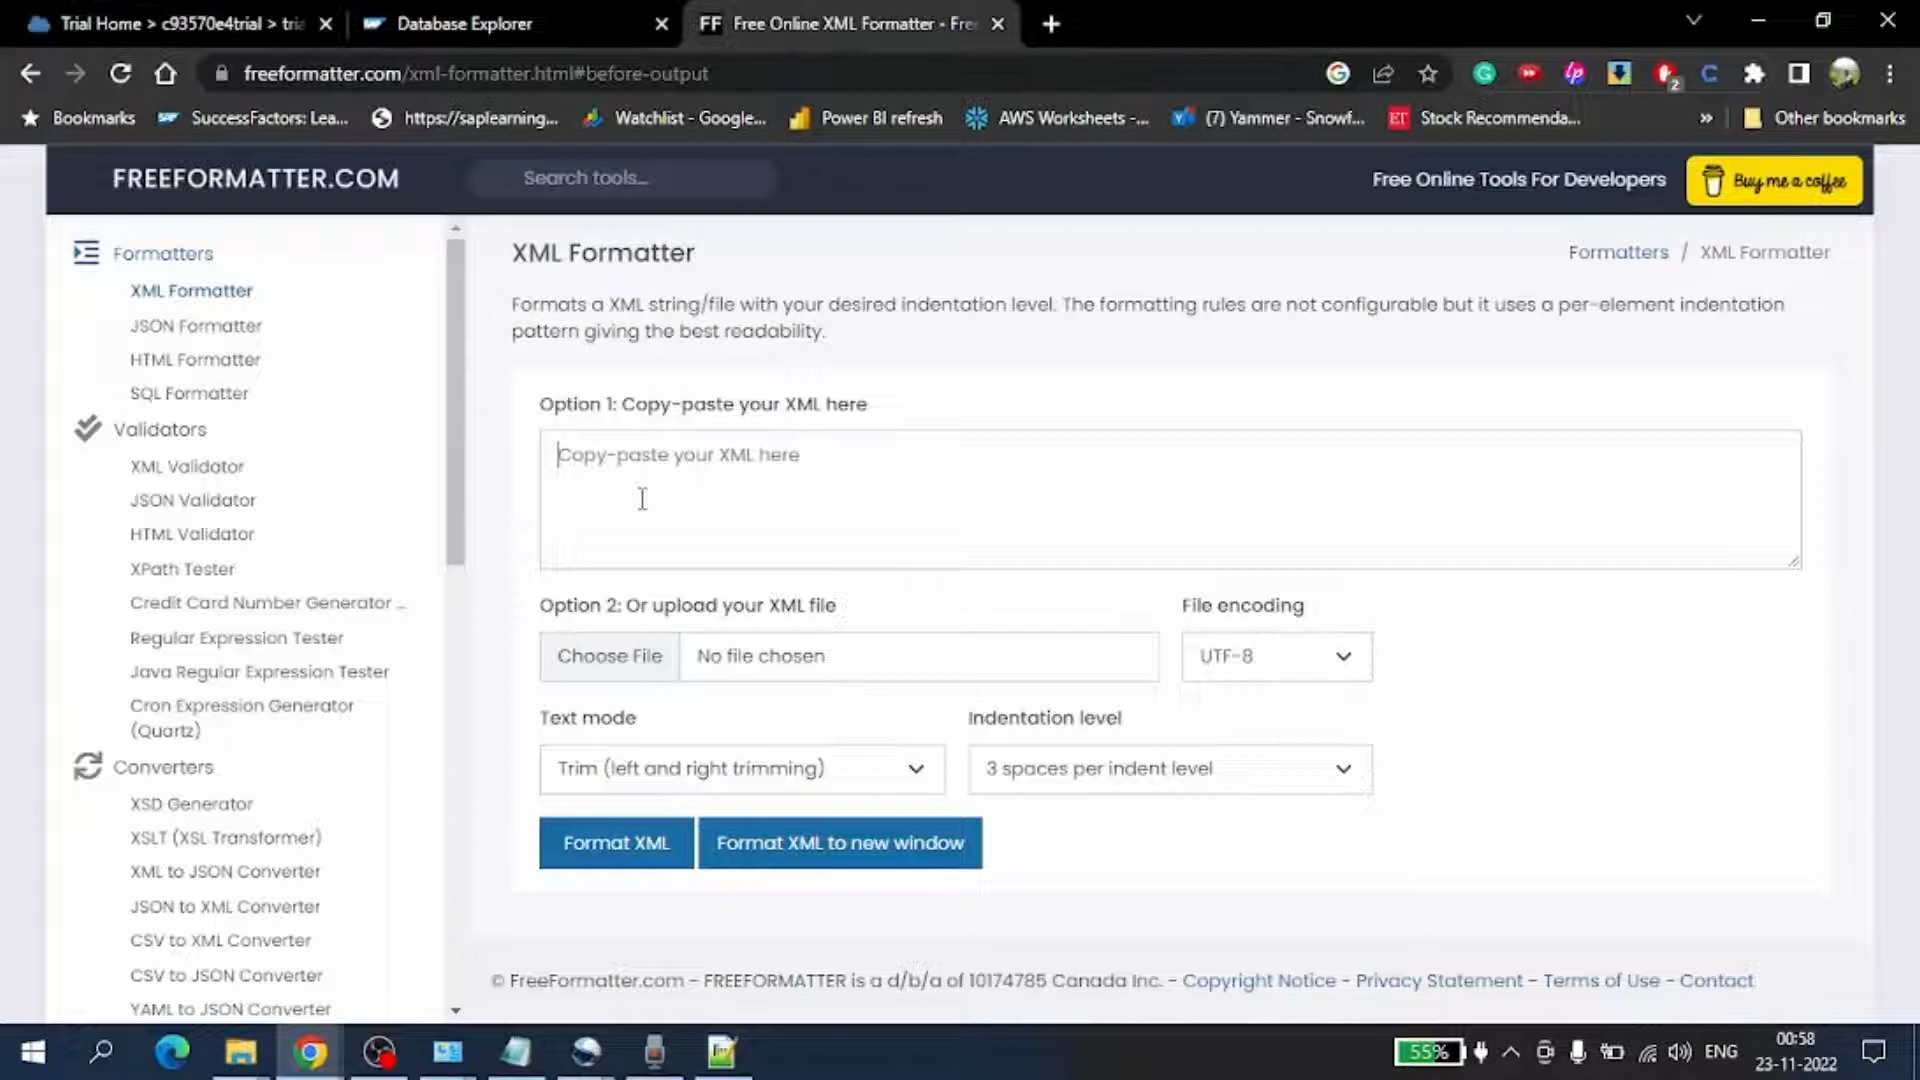 Trial Home > c93570e4trial > tria
Database Explorer
FF Free Online XML Formatter - Free
freeformatter.com/xml-formatter.html#before-output
2
Bookmarks
SuccessFactors: Lea...
https://saplearning...
Watchlist - Google...
Power BI refresh
AWS Worksheets -...
(7) Yammer - Snowf...
ET Stock Recommenda...
» Other bookmarks
FREEFORMATTER.COM
Search tools...
Free Online Tools For Developers
Buy me a coffee
Formatters
XML Formatter
JSON Formatter
HTML Formatter
SQL Formatter
Validators
XML Validator
JSON Validator
HTML Validator
XPath Tester
Credit Card Number Generator ...
Regular Expression Tester
Java Regular Expression Tester
Cron Expression Generator
(Quartz)
Converters
XSD Generator
XSLT (XSL Transformer)
XML to JSON Converter
JSON to XML Converter
CSV to XML Converter
CSV to JSON Converter
YAML to JSON Converter
XML Formatter
Formatters / XML Formatter
Formats a XML string/file with your desired indentation level. The formatting rules are not configurable but it uses a per-element indentation
pattern giving the best readability.
Option 1: Copy-paste your XML here
Copy-paste your XML here
Option 2: Or upload your XML file
File encoding
Choose File No file chosen
UTF-8
Text mode
Indentation level
Trim (left and right trimming)
3 spaces per indent level
Format XML
Format XML to new window
© FreeFormatter.com - FREEFORMATTER is a d/b/a of 10174785 Canada Inc. - Copyright Notice - Privacy Statement - Terms of Use - Contact
55%
ENG
00:58
23-11-2022